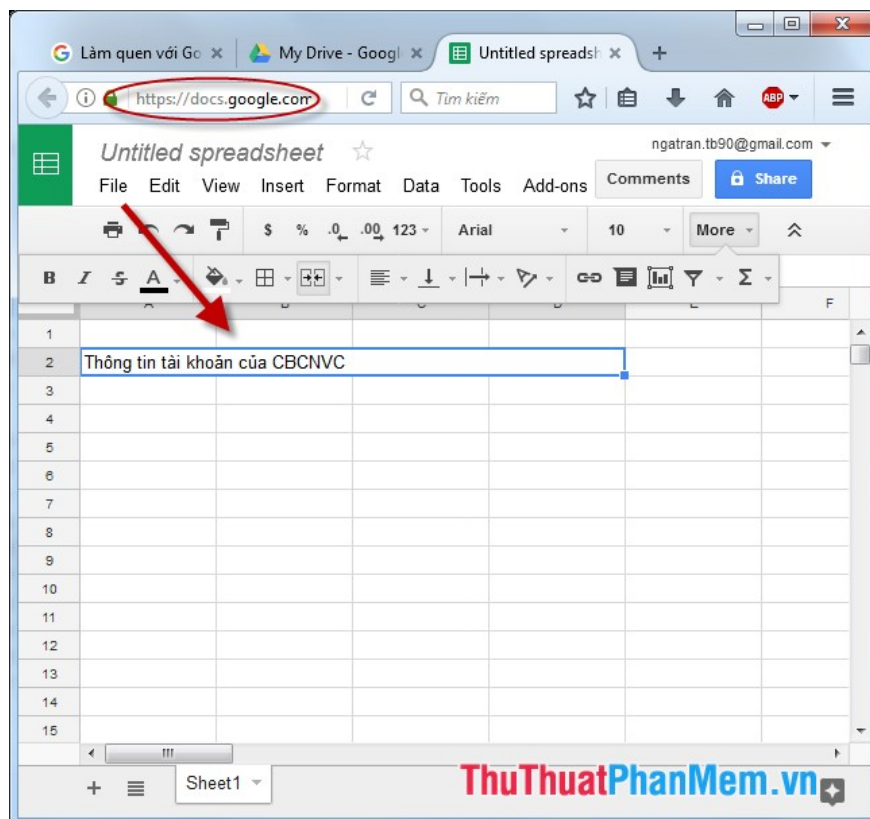 Làm quen với Go
My Drive - Googl
Untitled spreadsh
https://docs.google.com
Tìm kiếm
ABP
Untitled spreadsheet
ngatran.tb90@gmail.com
File Edit View Insert Format Data Tools Add-ons
Comments
Share
$ % .0 .00 123 Arial 10 More
B I S A Σ
F
1
2 Thông tin tài khoản của CBCNVC
3
4
5
6
7
8
9
10
11
12
13
14
15
Sheet1
ThuThuatPhanMem.vn